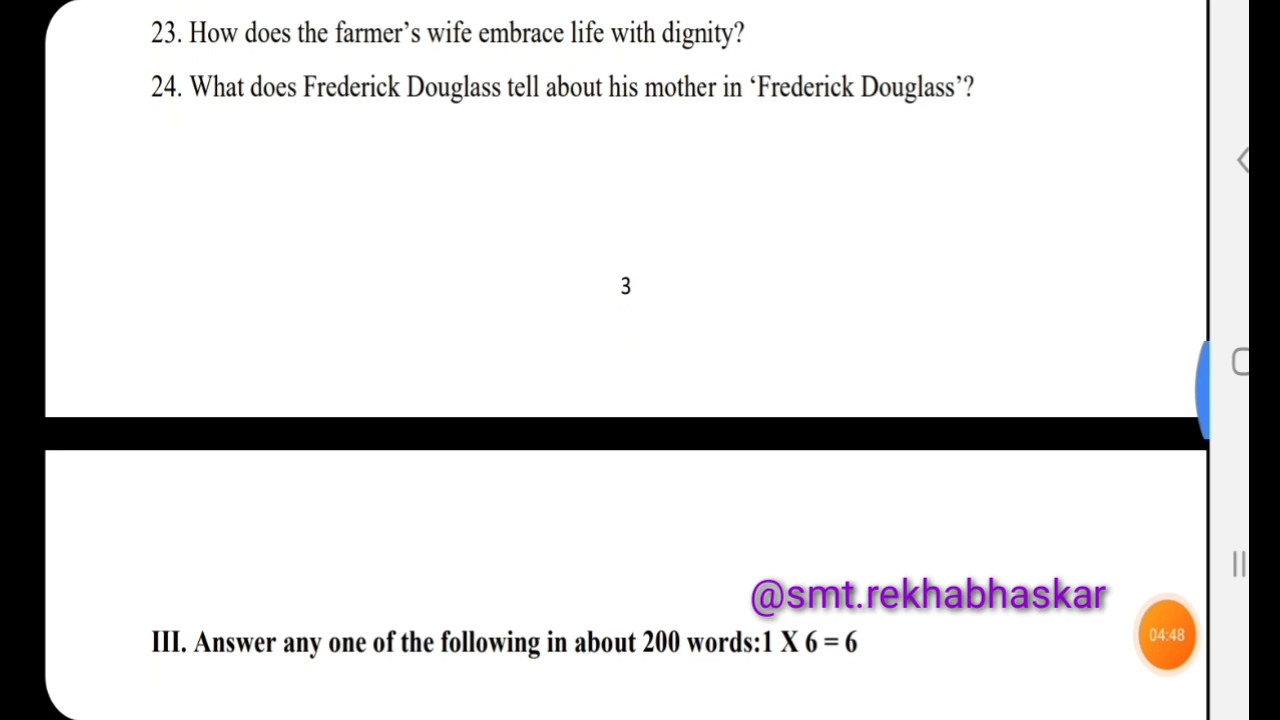 23. How does the farmer’s wife embrace life with dignity?
24. What does Frederick Douglass tell about his mother in ‘Frederick Douglass’?
3
@smt.rekhabhaskar
III. Answer any one of the following in about 200 words:1 X 6 = 6
04:48